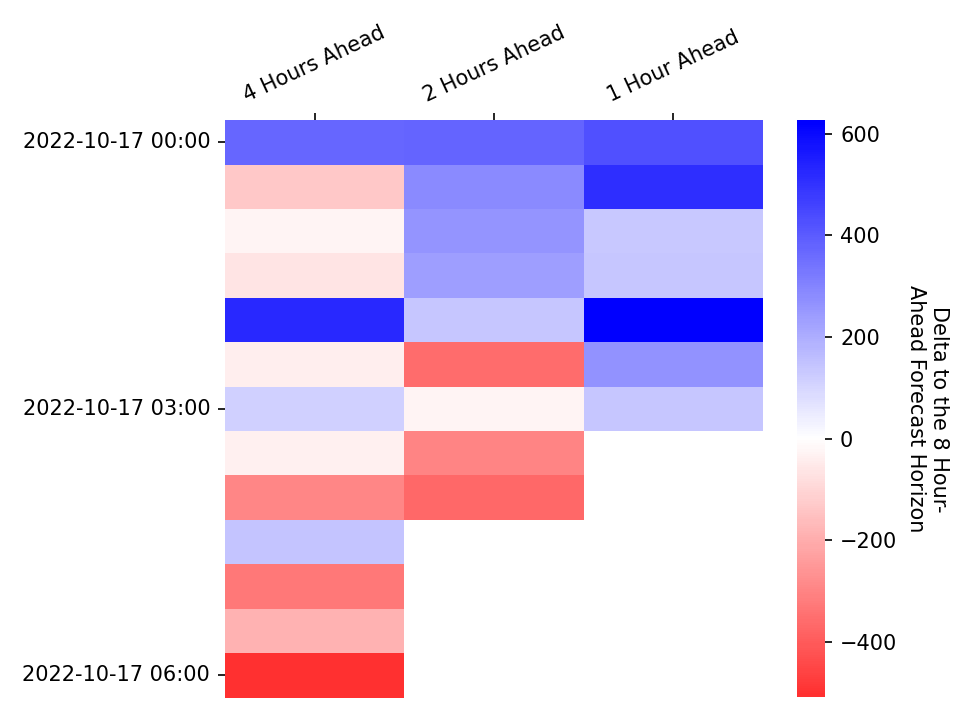 4 Hours Ahead
2 Hours Ahead
1 Hour Ahead
2022-10-17 00:00
2022-10-17 03:00
2022-10-17 06:00
600
400
200
0
−200
−400
Delta to the 8 Hour-
Ahead Forecast Horizon